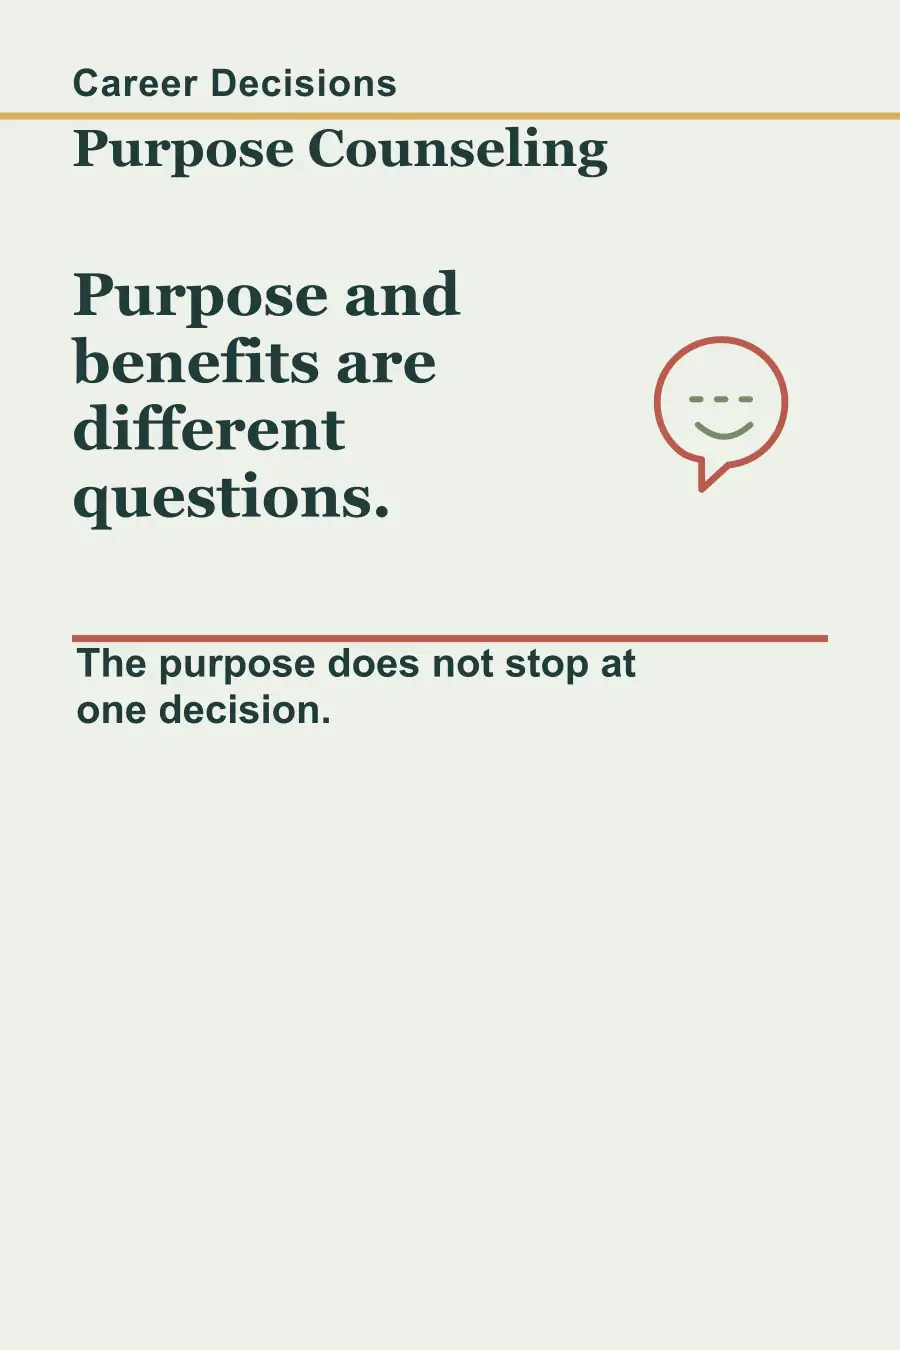 Career Decisions
Purpose Counseling
Purpose and
benefits are
different
questions.
The purpose does not stop at
one decision.